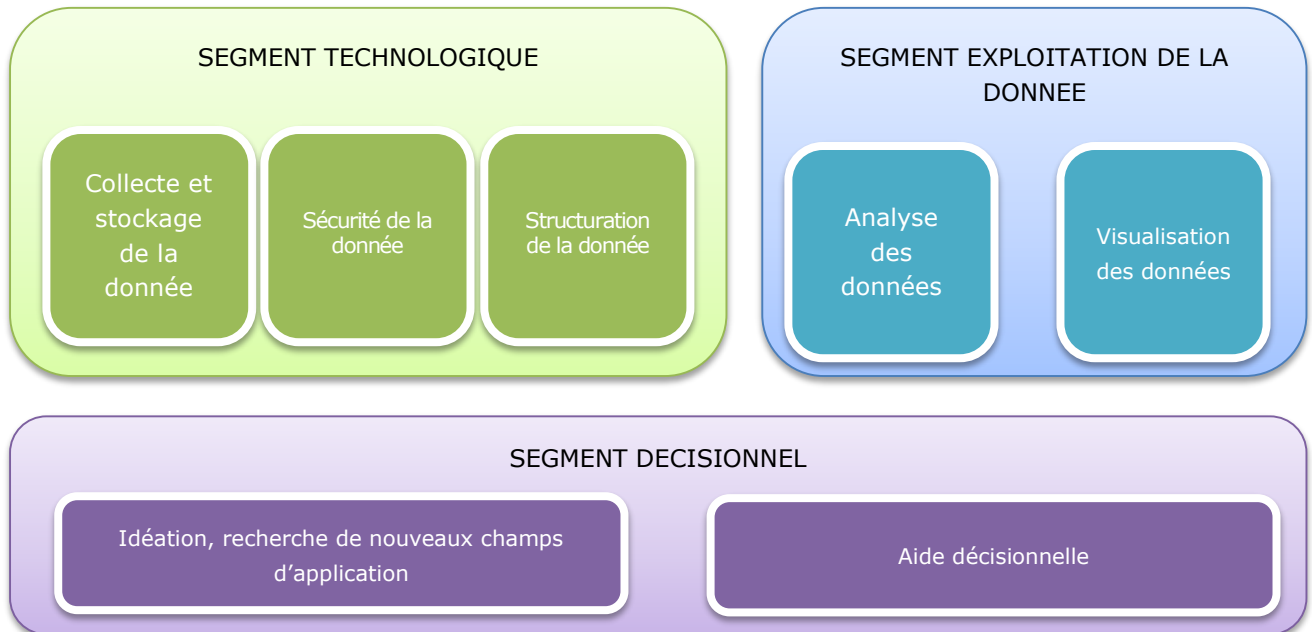 SEGMENT TECHNOLOGIQUE
Collecte et
stockage
de la
donnée
Sécurité de la
donnée
Structuration
de la donnée
SEGMENT EXPLOITATION DE LA
DONNEE
Analyse
des
données
Visualisation
des données
SEGMENT DECISIONNEL
Idéation, recherche de nouveaux champs
d’application
Aide décisionnelle